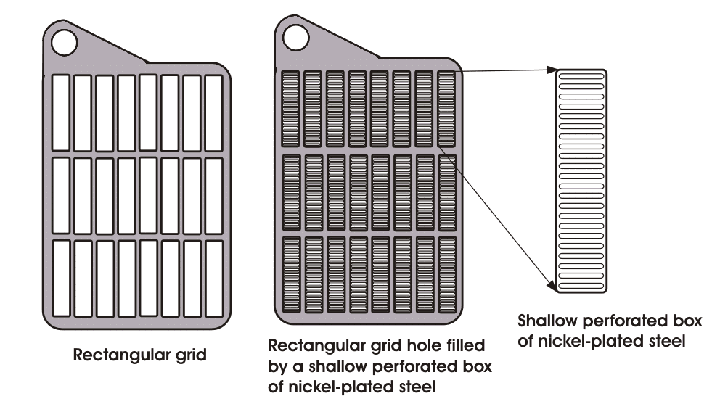 Rectangular grid
Rectangular grid hole filled
by a shallow perforated box
of nickel-plated steel
Shallow perforated box
of nickel-plated steel